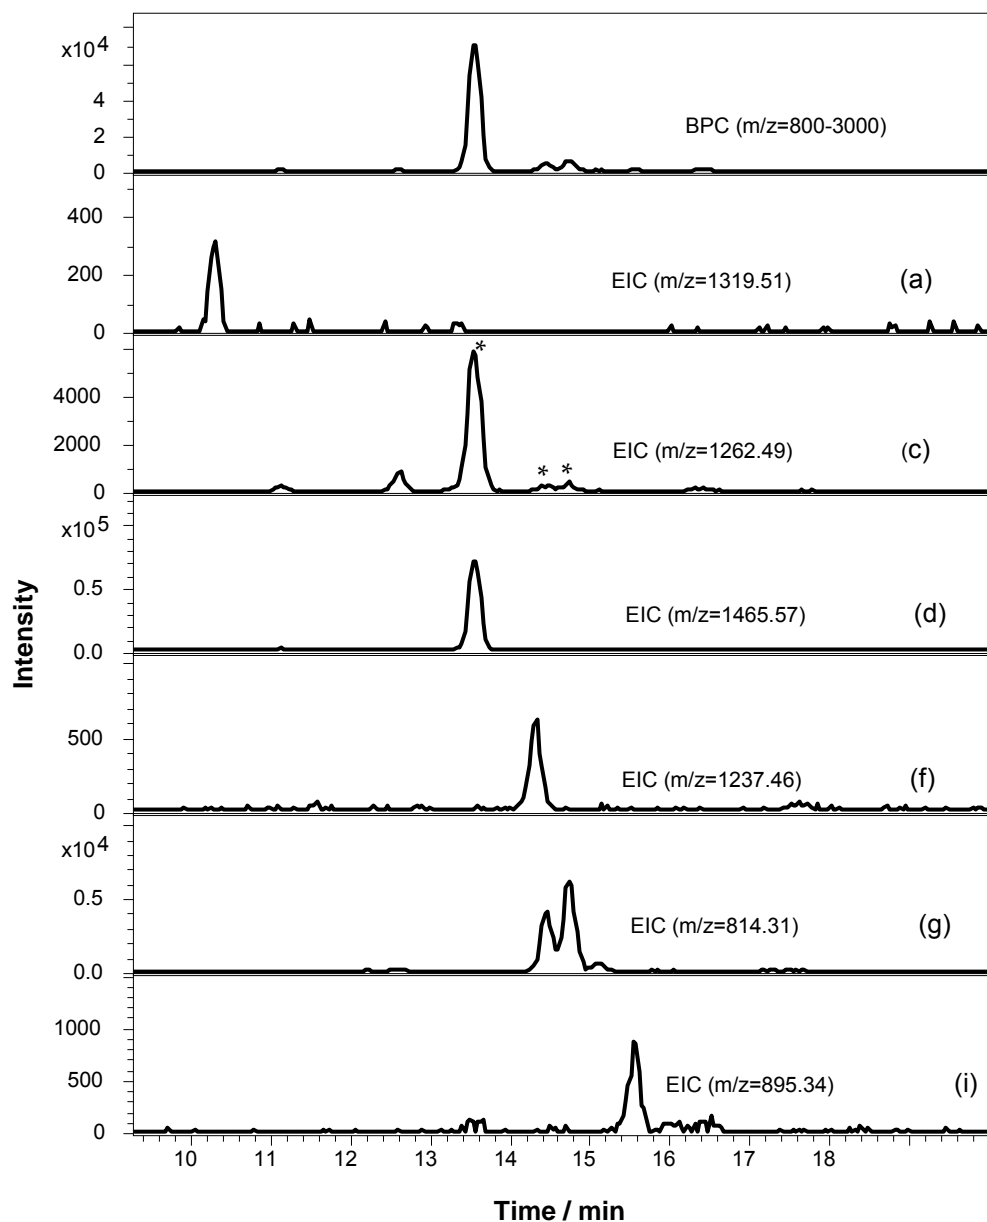 x10⁴
4
2
0
BPC (m/z=800-3000)
400
200
0
EIC (m/z=1319.51) (a)
*
4000
2000
0
* *
EIC (m/z=1262.49) (c)
x10⁵
0.5
0.0
EIC (m/z=1465.57) (d)
500
0
EIC (m/z=1237.46) (f)
x10⁴
0.5
0.0
EIC (m/z=814.31) (g)
1000
500
0
EIC (m/z=895.34) (i)
Intensity
10 11 12 13 14 15 16 17 18
Time / min